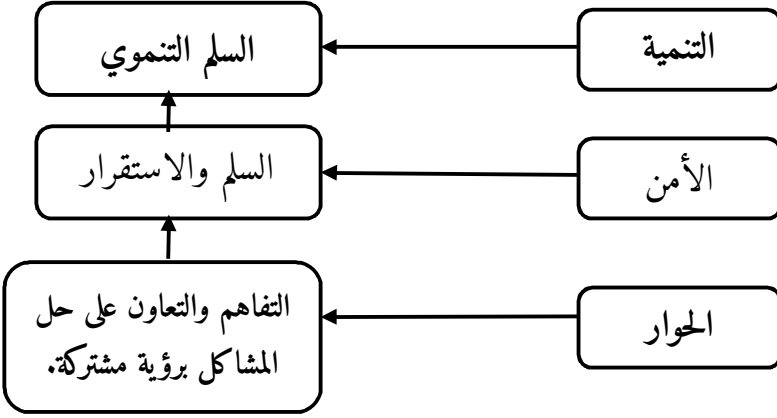 التنمية
السلم التنموي
الأمن
السلم والاستقرار
الحوار
التفاهم والتعاون على حل
المشاكل برؤية مشتركة.